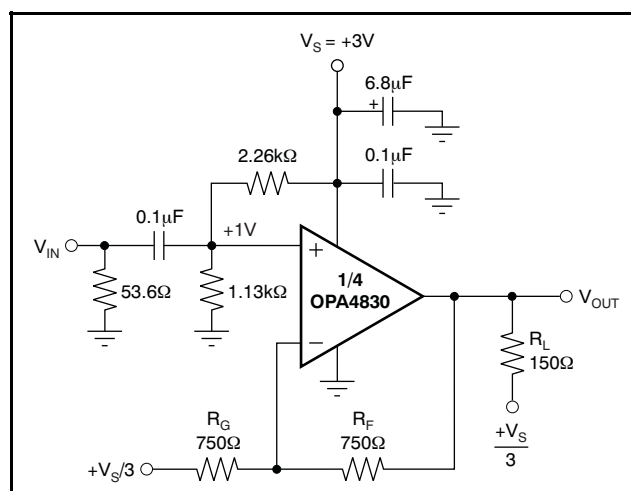 V_S = +3V
6.8μF
+
2.26kΩ
0.1μF
0.1μF
+1V
V_IN
+
1/4
OPA4830
53.6Ω
1.13kΩ
−
V_OUT
R_L
150Ω
+V_S
3
R_G
750Ω
R_F
750Ω
+V_S/3